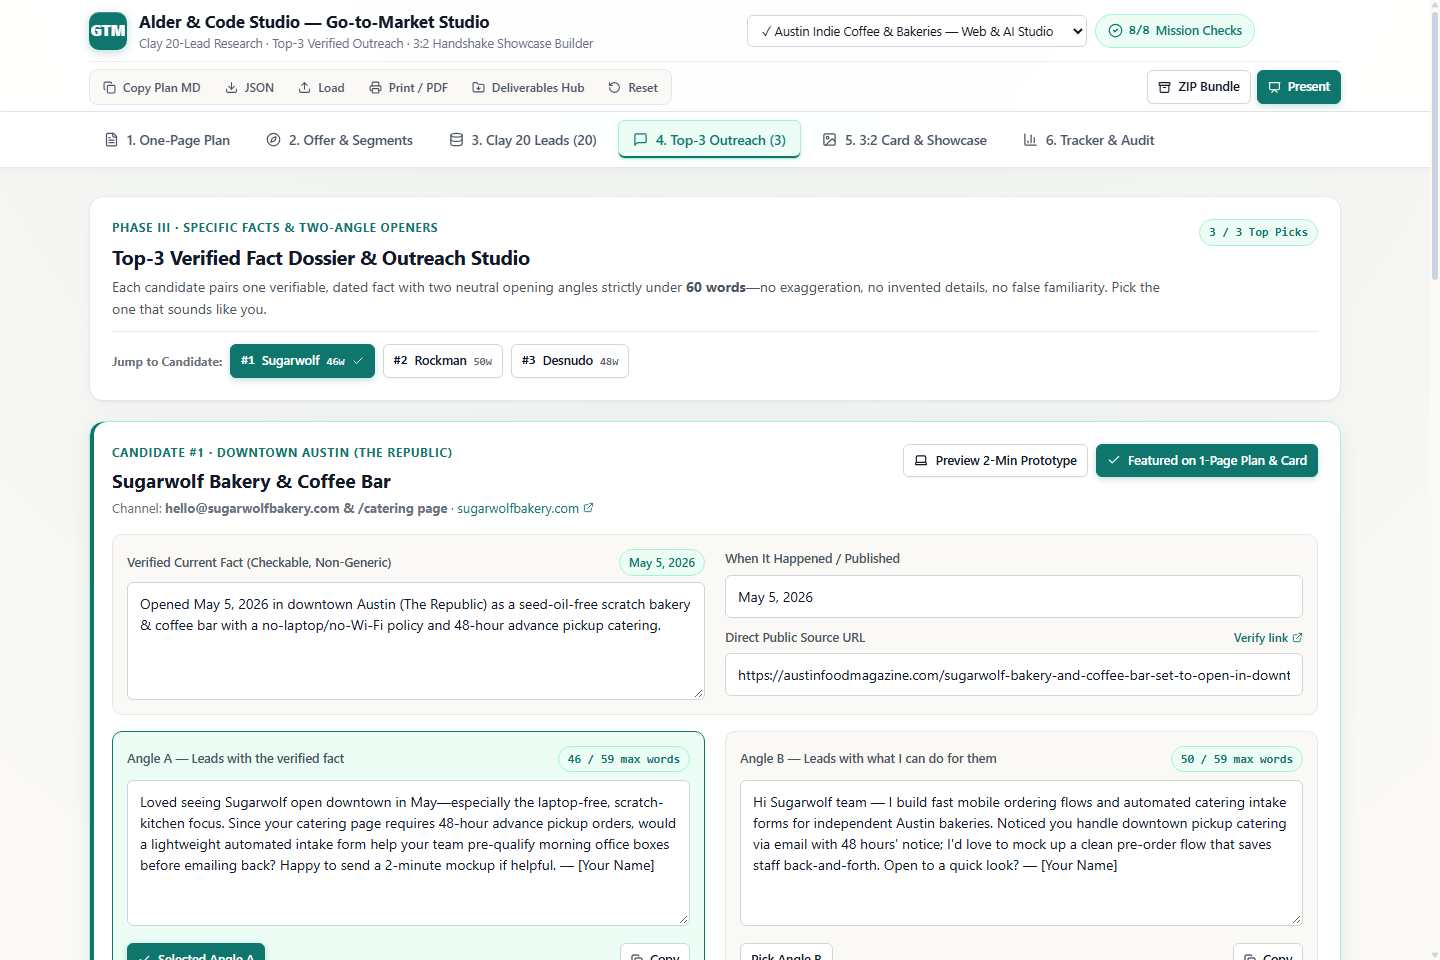 GTM
Alder & Code Studio — Go-to-Market Studio
Clay 20-Lead Research · Top-3 Verified Outreach · 3:2 Handshake Showcase Builder
✓ Austin Indie Coffee & Bakeries — Web & AI Studio
8/8 Mission Checks
Copy Plan MD
JSON
Load
Print / PDF
Deliverables Hub
Reset
ZIP Bundle
Present
1. One-Page Plan
2. Offer & Segments
3. Clay 20 Leads (20)
4. Top-3 Outreach (3)
5. 3:2 Card & Showcase
6. Tracker & Audit
PHASE III · SPECIFIC FACTS & TWO-ANGLE OPENERS
3 / 3 Top Picks
Top-3 Verified Fact Dossier & Outreach Studio
Each candidate pairs one verifiable, dated fact with two neutral opening angles strictly under 60 words—no exaggeration, no invented details, no false familiarity. Pick the
one that sounds like you.
Jump to Candidate:
#1 Sugarwolf 46w ✓
#2 Rockman 50w
#3 Desnudo 48w
CANDIDATE #1 · DOWNTOWN AUSTIN (THE REPUBLIC)
Sugarwolf Bakery & Coffee Bar
Channel: hello@sugarwolfbakery.com & /catering page · sugarwolfbakery.com
Preview 2-Min Prototype
✓ Featured on 1-Page Plan & Card
Verified Current Fact (Checkable, Non-Generic)
May 5, 2026
Opened May 5, 2026 in downtown Austin (The Republic) as a seed-oil-free scratch bakery
& coffee bar with a no-laptop/no-Wi-Fi policy and 48-hour advance pickup catering.
When It Happened / Published
May 5, 2026
Direct Public Source URL
Verify link
https://austinfoodmagazine.com/sugarwolf-bakery-and-coffee-bar-set-to-open-in-downt
Angle A — Leads with the verified fact
46 / 59 max words
Loved seeing Sugarwolf open downtown in May—especially the laptop-free, scratch-
kitchen focus. Since your catering page requires 48-hour advance pickup orders, would
a lightweight automated intake form help your team pre-qualify morning office boxes
before emailing back? Happy to send a 2-minute mockup if helpful. — [Your Name]
✓ Selected Angle A
Copy
Angle B — Leads with what I can do for them
50 / 59 max words
Hi Sugarwolf team — I build fast mobile ordering flows and automated catering intake
forms for independent Austin bakeries. Noticed you handle downtown pickup catering
via email with 48 hours' notice; I'd love to mock up a clean pre-order flow that saves
staff back-and-forth. Open to a quick look? — [Your Name]
Pick Angle B
Copy